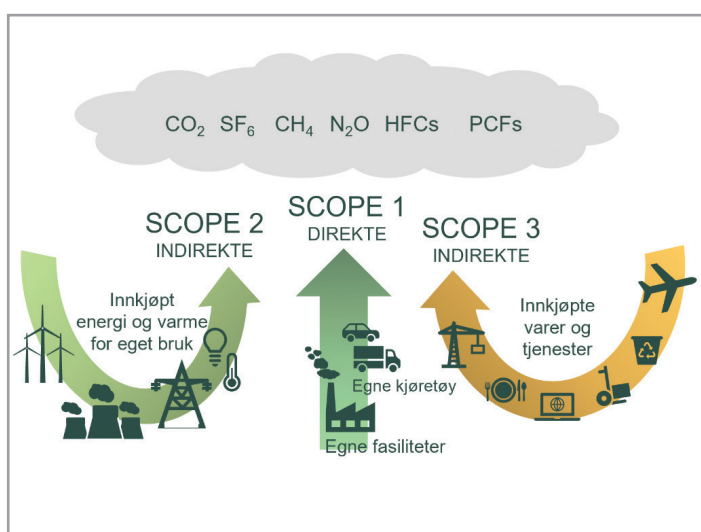 CO₂ SF₆ CH₄ N₂O HFCs PCFs
SCOPE 2
INDIREKTE
Innkjøpt
energi og varme
for eget bruk
SCOPE 1
DIREKTE
Egne kjøretøy
Egne fasiliteter
SCOPE 3
INDIREKTE
Innkjøpte
varer og
tjenester